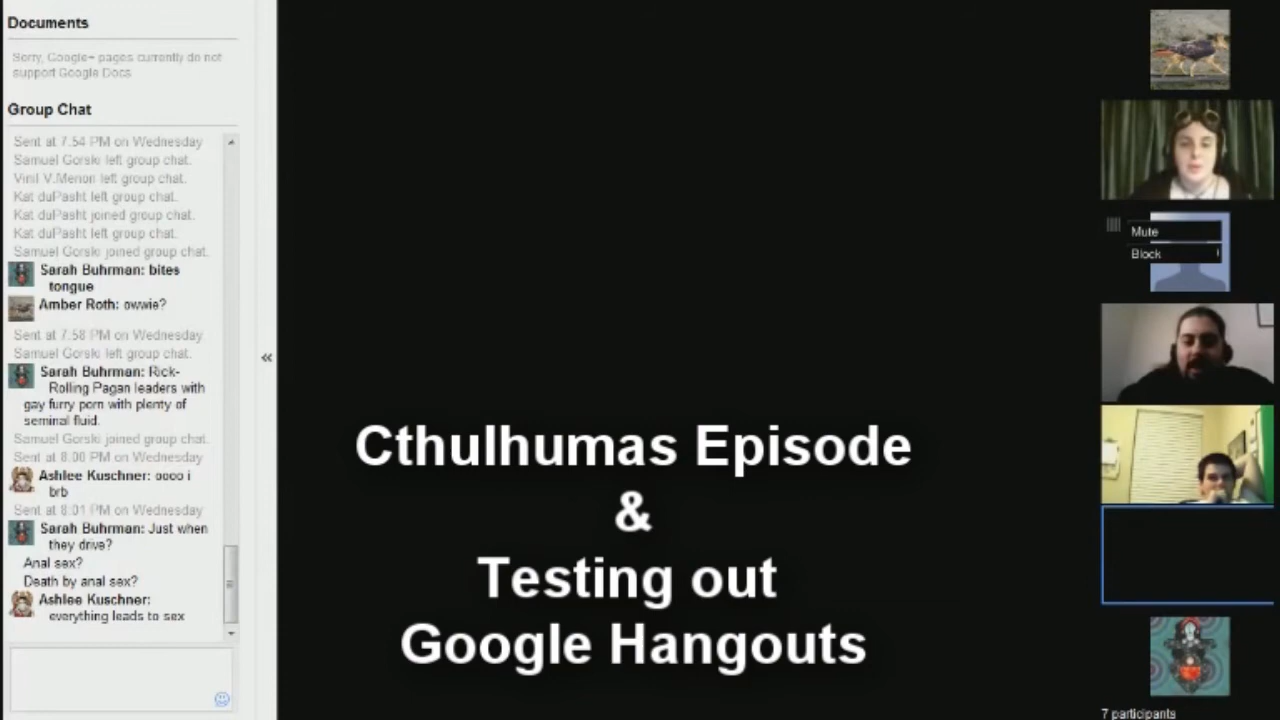 Documents
Sorry, Google+ pages currently do not
support Google Docs
Group Chat
Sent at 7:54 PM on Wednesday
Samuel Gorski left group chat.
Vinil V.Menon left group chat.
Kat duPasht left group chat.
Kat duPasht joined group chat.
Kat duPasht left group chat.
Samuel Gorski joined group chat.
Sarah Buhrman: bites
tongue
Amber Roth: owwie?
Sent at 7:58 PM on Wednesday
Samuel Gorski left group chat.
Sarah Buhrman: Rick-
Rolling Pagan leaders with
gay furry porn with plenty of
seminal fluid.
Samuel Gorski joined group chat.
Sent at 8:00 PM on Wednesday
Ashlee Kuschner: oooo i
brb
Sent at 8:01 PM on Wednesday
Sarah Buhrman: Just when
they drive?
Anal sex?
Death by anal sex?
Ashlee Kuschner:
everything leads to sex
«
Cthulhumas Episode
&
Testing out
Google Hangouts
Mute
Block
7 participants